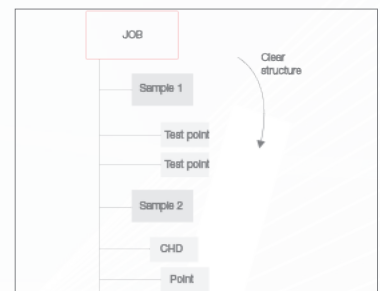 JOB
Clear
structure
Sample 1
Test point
Test point
Sample 2
CHD
Point